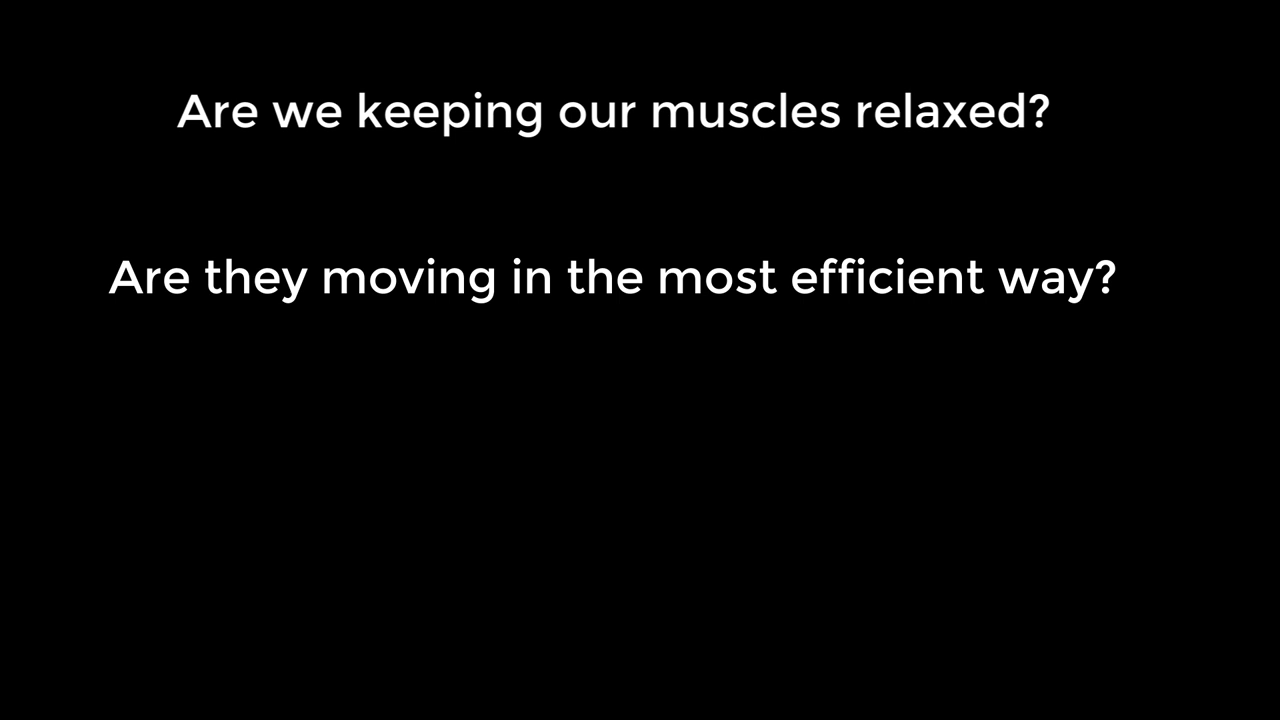 Are we keeping our muscles relaxed?
Are they moving in the most efficient way?